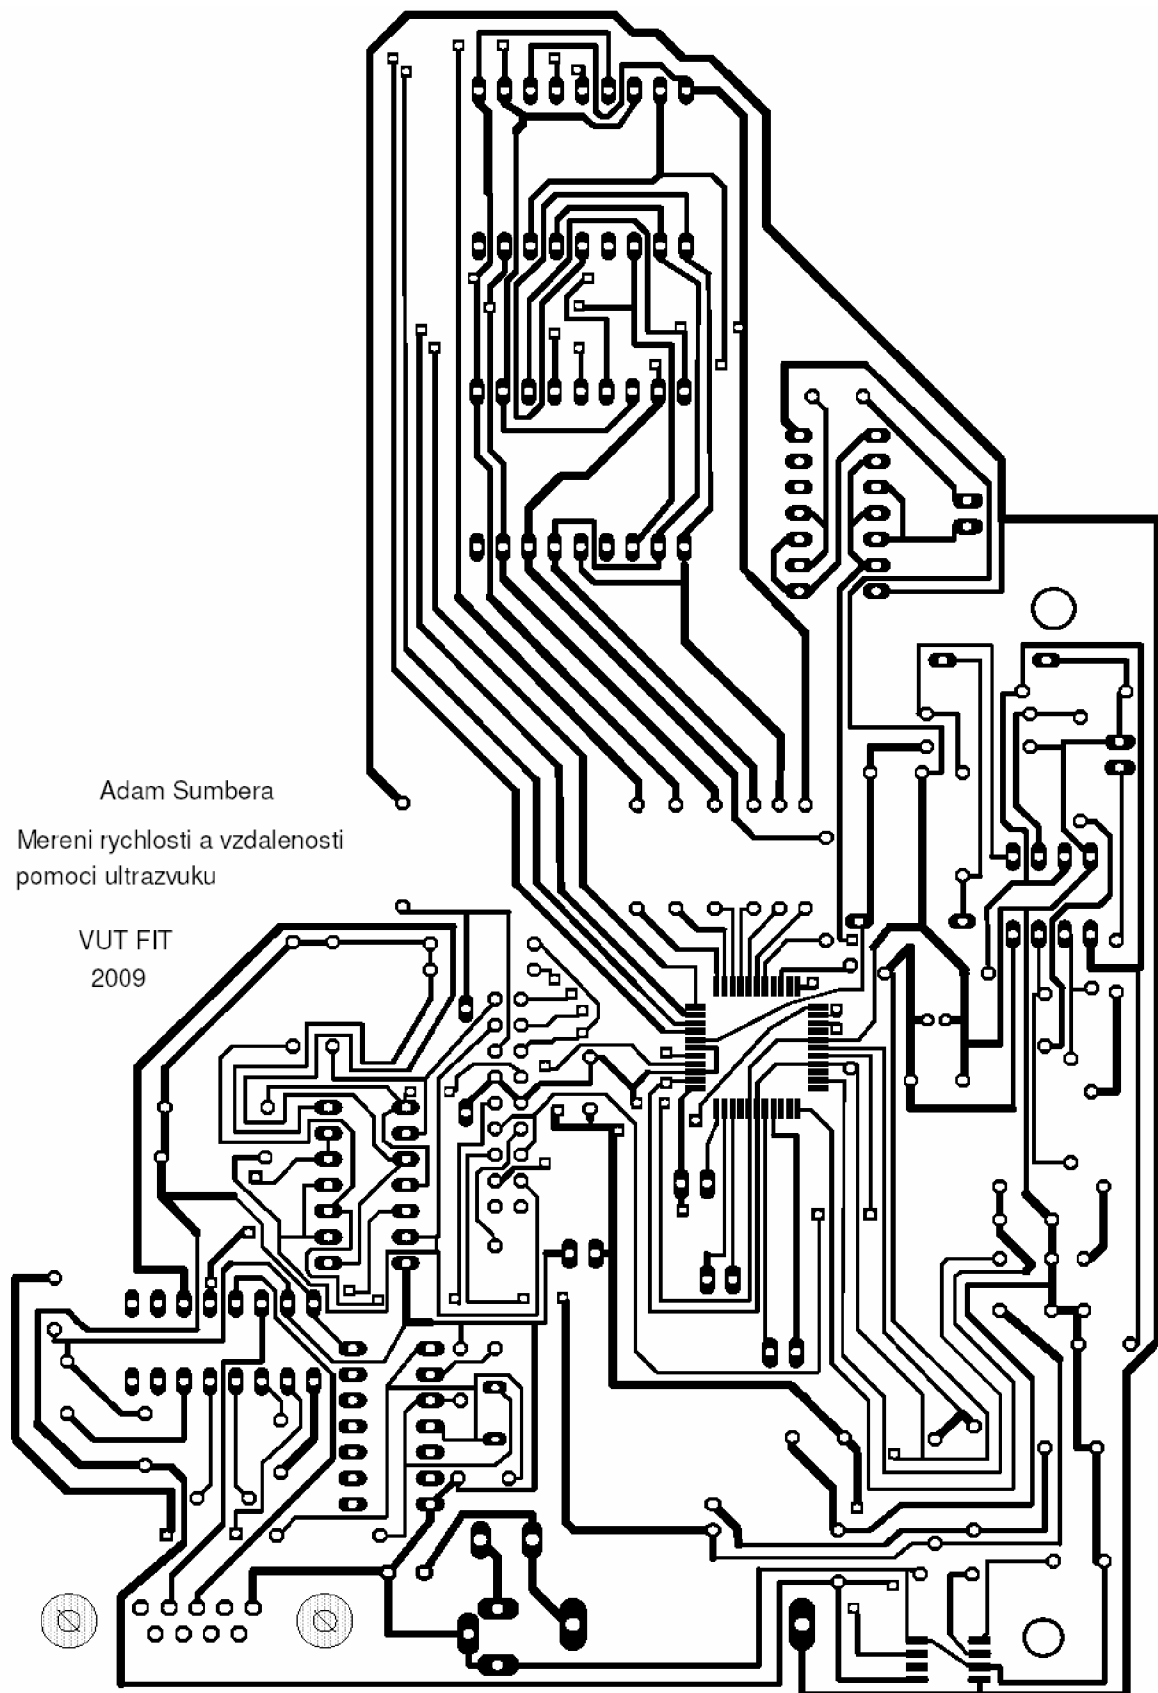 Adam Sumbera
Mereni rychlosti a vzdalenosti
pomoci ultrazvuku
VUT FIT
2009